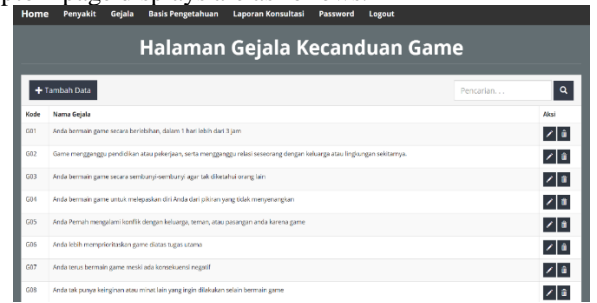 Home Penyakit Gejala Basis Pengetahuan Laporan Konsultasi Password Logout
Halaman Gejala Kecanduan Game
+ Tambah Data Pencarian. . .
Kode Nama Gejala Aksi
G01 Anda bermain game secara berlebihan, dalam 1 hari lebih dari 3 jam
G02 Game mengganggu pendidikan atau pekerjaan, serta mengganggu relasi seseorang dengan keluarga atau lingkungan sekitarnya.
G03 Anda bermain game secara sembunyi-sembunyi agar tak diketahui orang lain
G04 Anda bermain game untuk melepaskan diri Anda dari pikiran yang tidak menyenangkan
G05 Anda Pernah mengalami konflik dengan keluarga, teman, atau pasangan anda karena game
G06 Anda lebih memprioritaskan game diatas tugas utama
G07 Anda terus bermain game meski ada konsekuensi negatif
G08 Anda tak punya keinginan atau minat lain yang ingin dilakukan selain bermain game